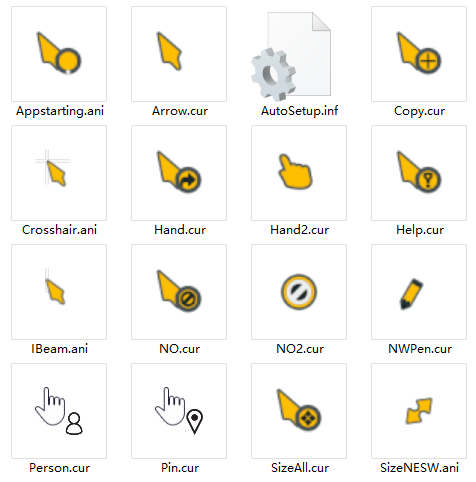 Appstarting.ani
Arrow.cur
AutoSetup.inf
Copy.cur
Crosshair.ani
Hand.cur
Hand2.cur
Help.cur
IBeam.ani
NO.cur
NO2.cur
NWPen.cur
Person.cur
Pin.cur
SizeAll.cur
SizeNESW.ani